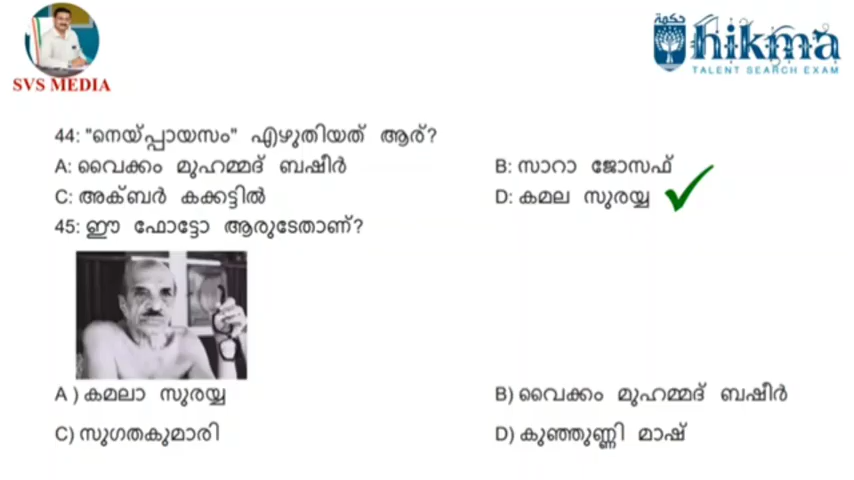 SVS MEDIA
حكمة
hikma
TALENT SEARCH EXAM
44: "നെയ്പ്പായസം" എഴുതിയത് ആര്?
A: വൈക്കം മുഹമ്മദ് ബഷീർ B: സാറാ ജോസഫ്
C: അക്ബർ കക്കട്ടിൽ D: കമല സുരയ്യ
45: ഈ ഫോട്ടോ ആരുടേതാണ്?
A ) കമലാ സുരയ്യ B) വൈക്കം മുഹമ്മദ് ബഷീർ
C) സുഗതകുമാരി D) കുഞ്ഞുണ്ണി മാഷ്